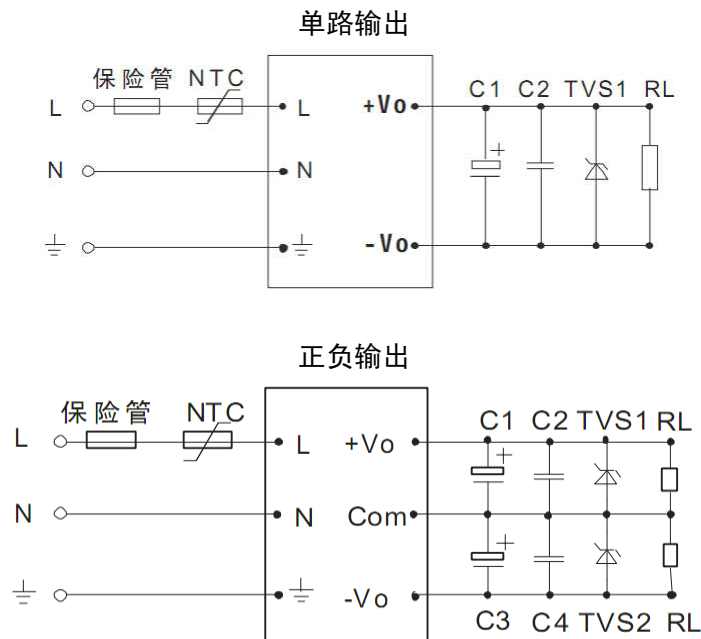 单路输出
保险管 NTC C1 C2 TVS1 RL
L L +Vo
+
N N
-Vo
正负输出
保险管 NTC C1 C2 TVS1 RL
L L +Vo
+
N N Com
+
-Vo
C3 C4 TVS2 RL